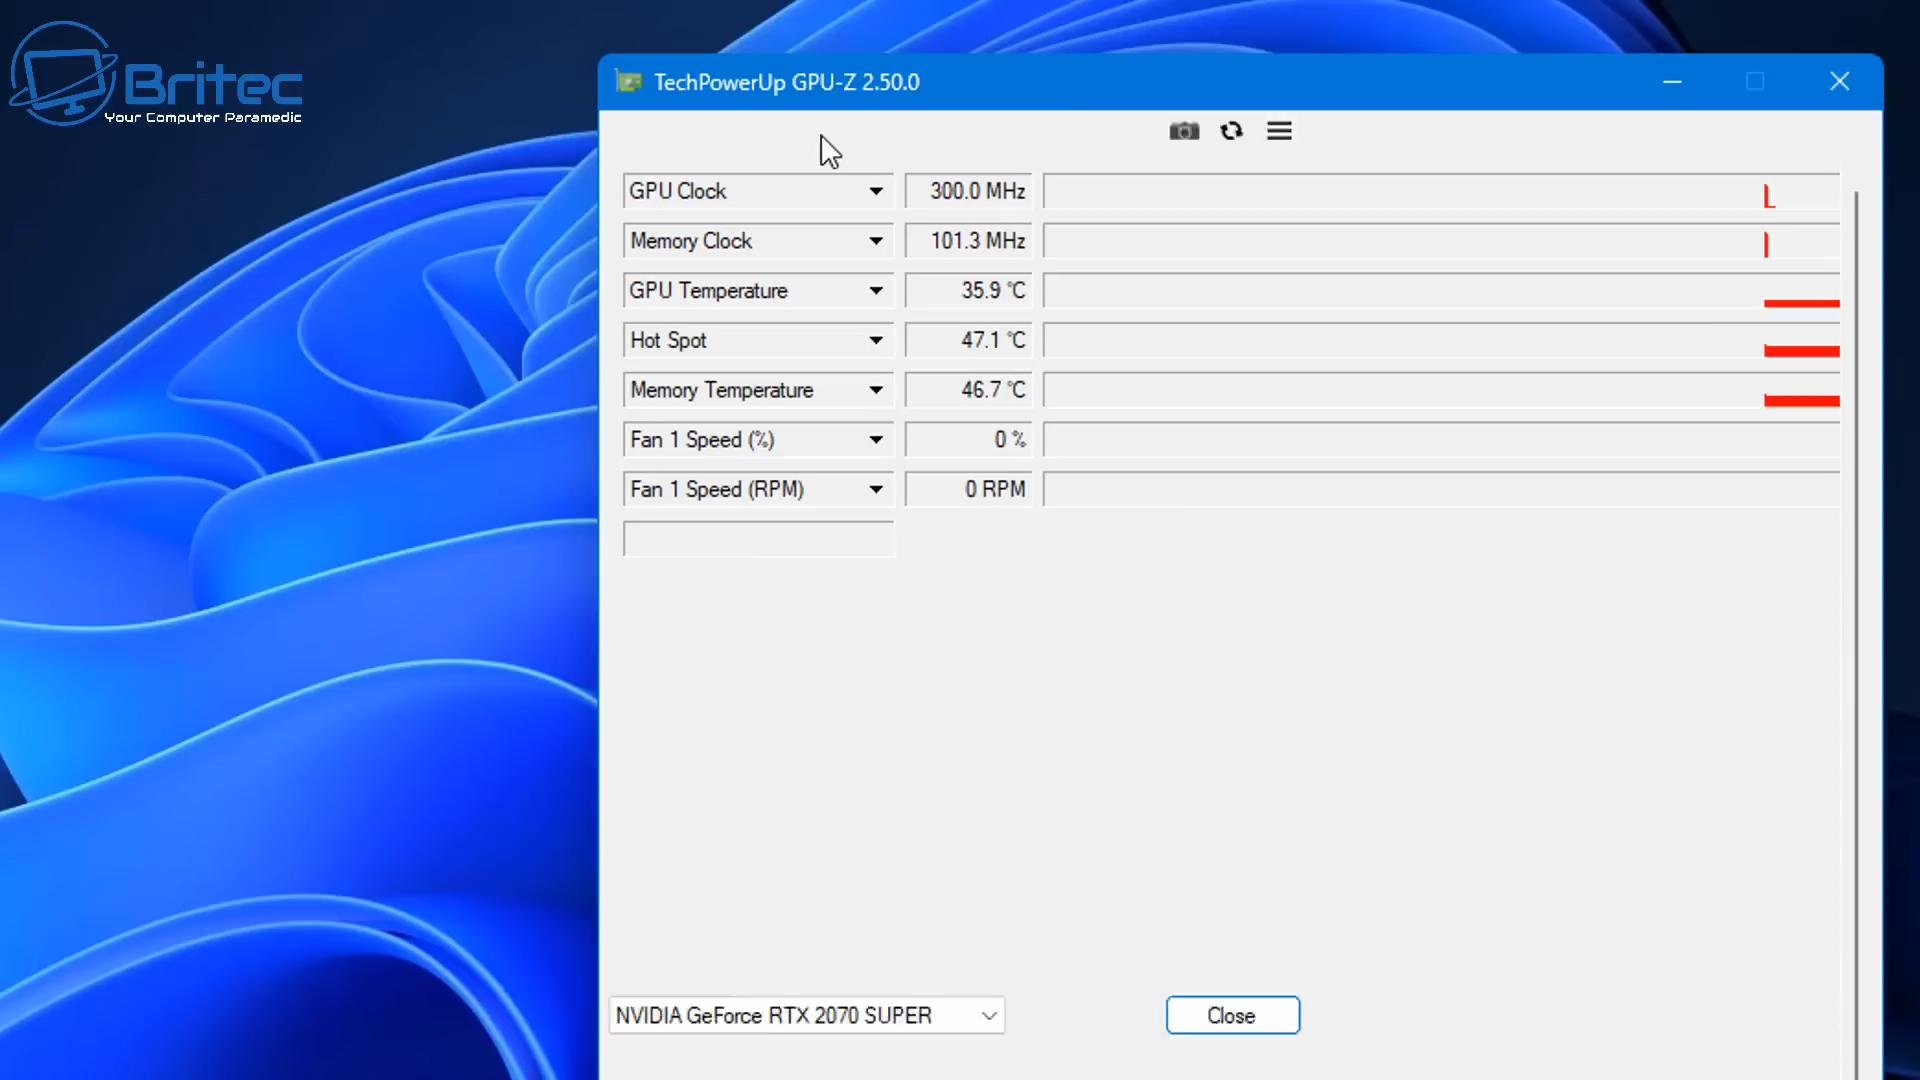 Britec
Your Computer Paramedic
TechPowerUp GPU-Z 2.50.0
GPU Clock 300.0 MHz
Memory Clock 101.3 MHz
GPU Temperature 35.9 °C
Hot Spot 47.1 °C
Memory Temperature 46.7 °C
Fan 1 Speed (%) 0 %
Fan 1 Speed (RPM) 0 RPM
NVIDIA GeForce RTX 2070 SUPER Close